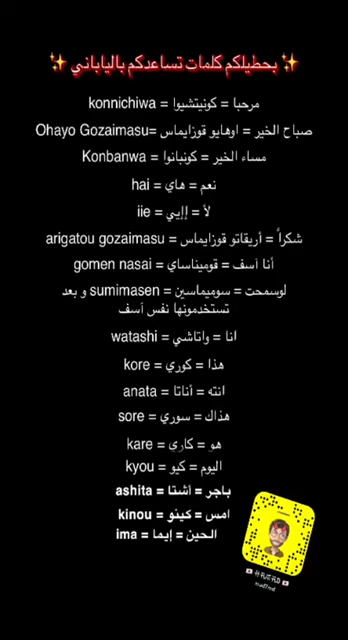 ✨ بحطيلكم كلمات تساعدكم بالياباني ✨
مرحبا = كونيتشيوا = konnichiwa
صباح الخير = اوهايو قوزايماس =Ohayo Gozaimasu
مساء الخير = كونبانوا = Konbanwa
نعم = هاي = hai
لأ = إإيي = iie
شكراً = أريقاتو قوزايماس = arigatou gozaimasu
أنا آسف = قوميناساي = gomen nasai
لوسمحت = سوميماسين = sumimasen و بعد
تستخدمونها نفس آسف
انا = واتاشي = watashi
هذا = كوري = kore
انته = أناتا = anata
هذاك = سوري = sore
هو = كاري = kare
اليوم = كيو = kyou
باجر = أشتا = ashita
امس = كينو = kinou
الحين = إيما = ima